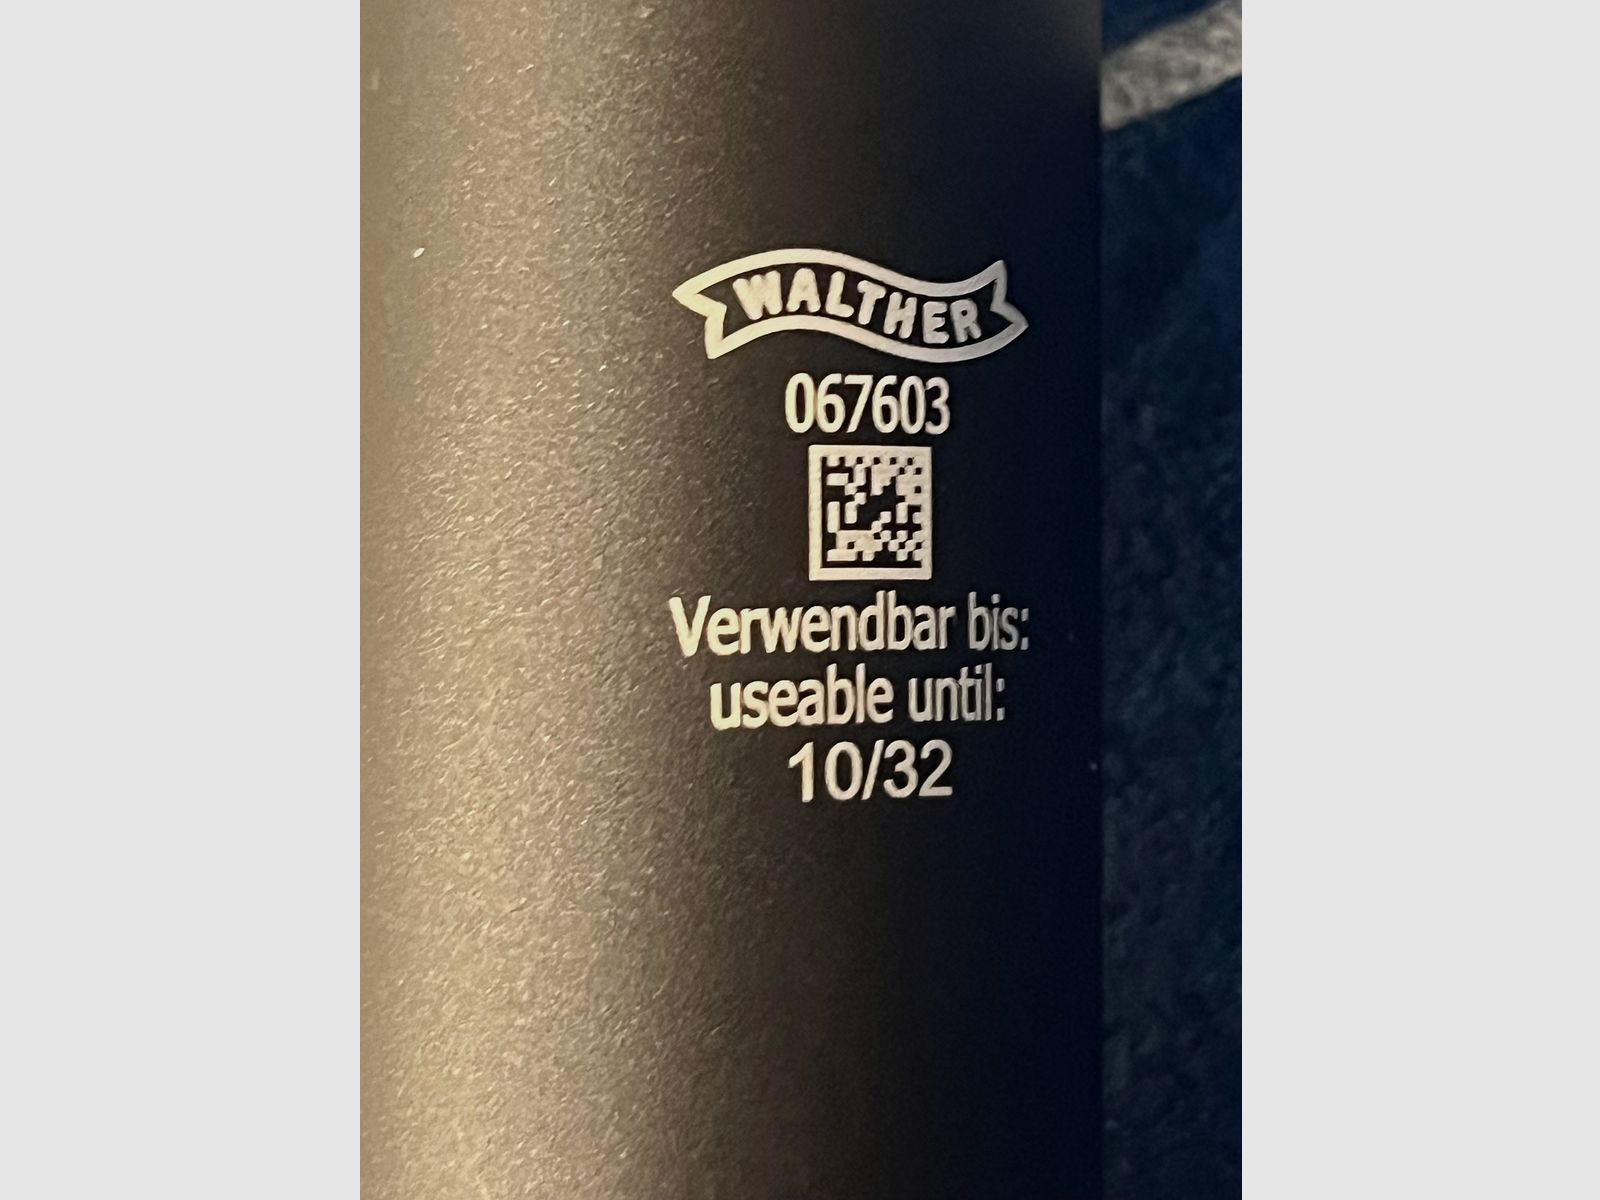 WALTHER
067603
Verwendbar bis:
useable until:
10/32